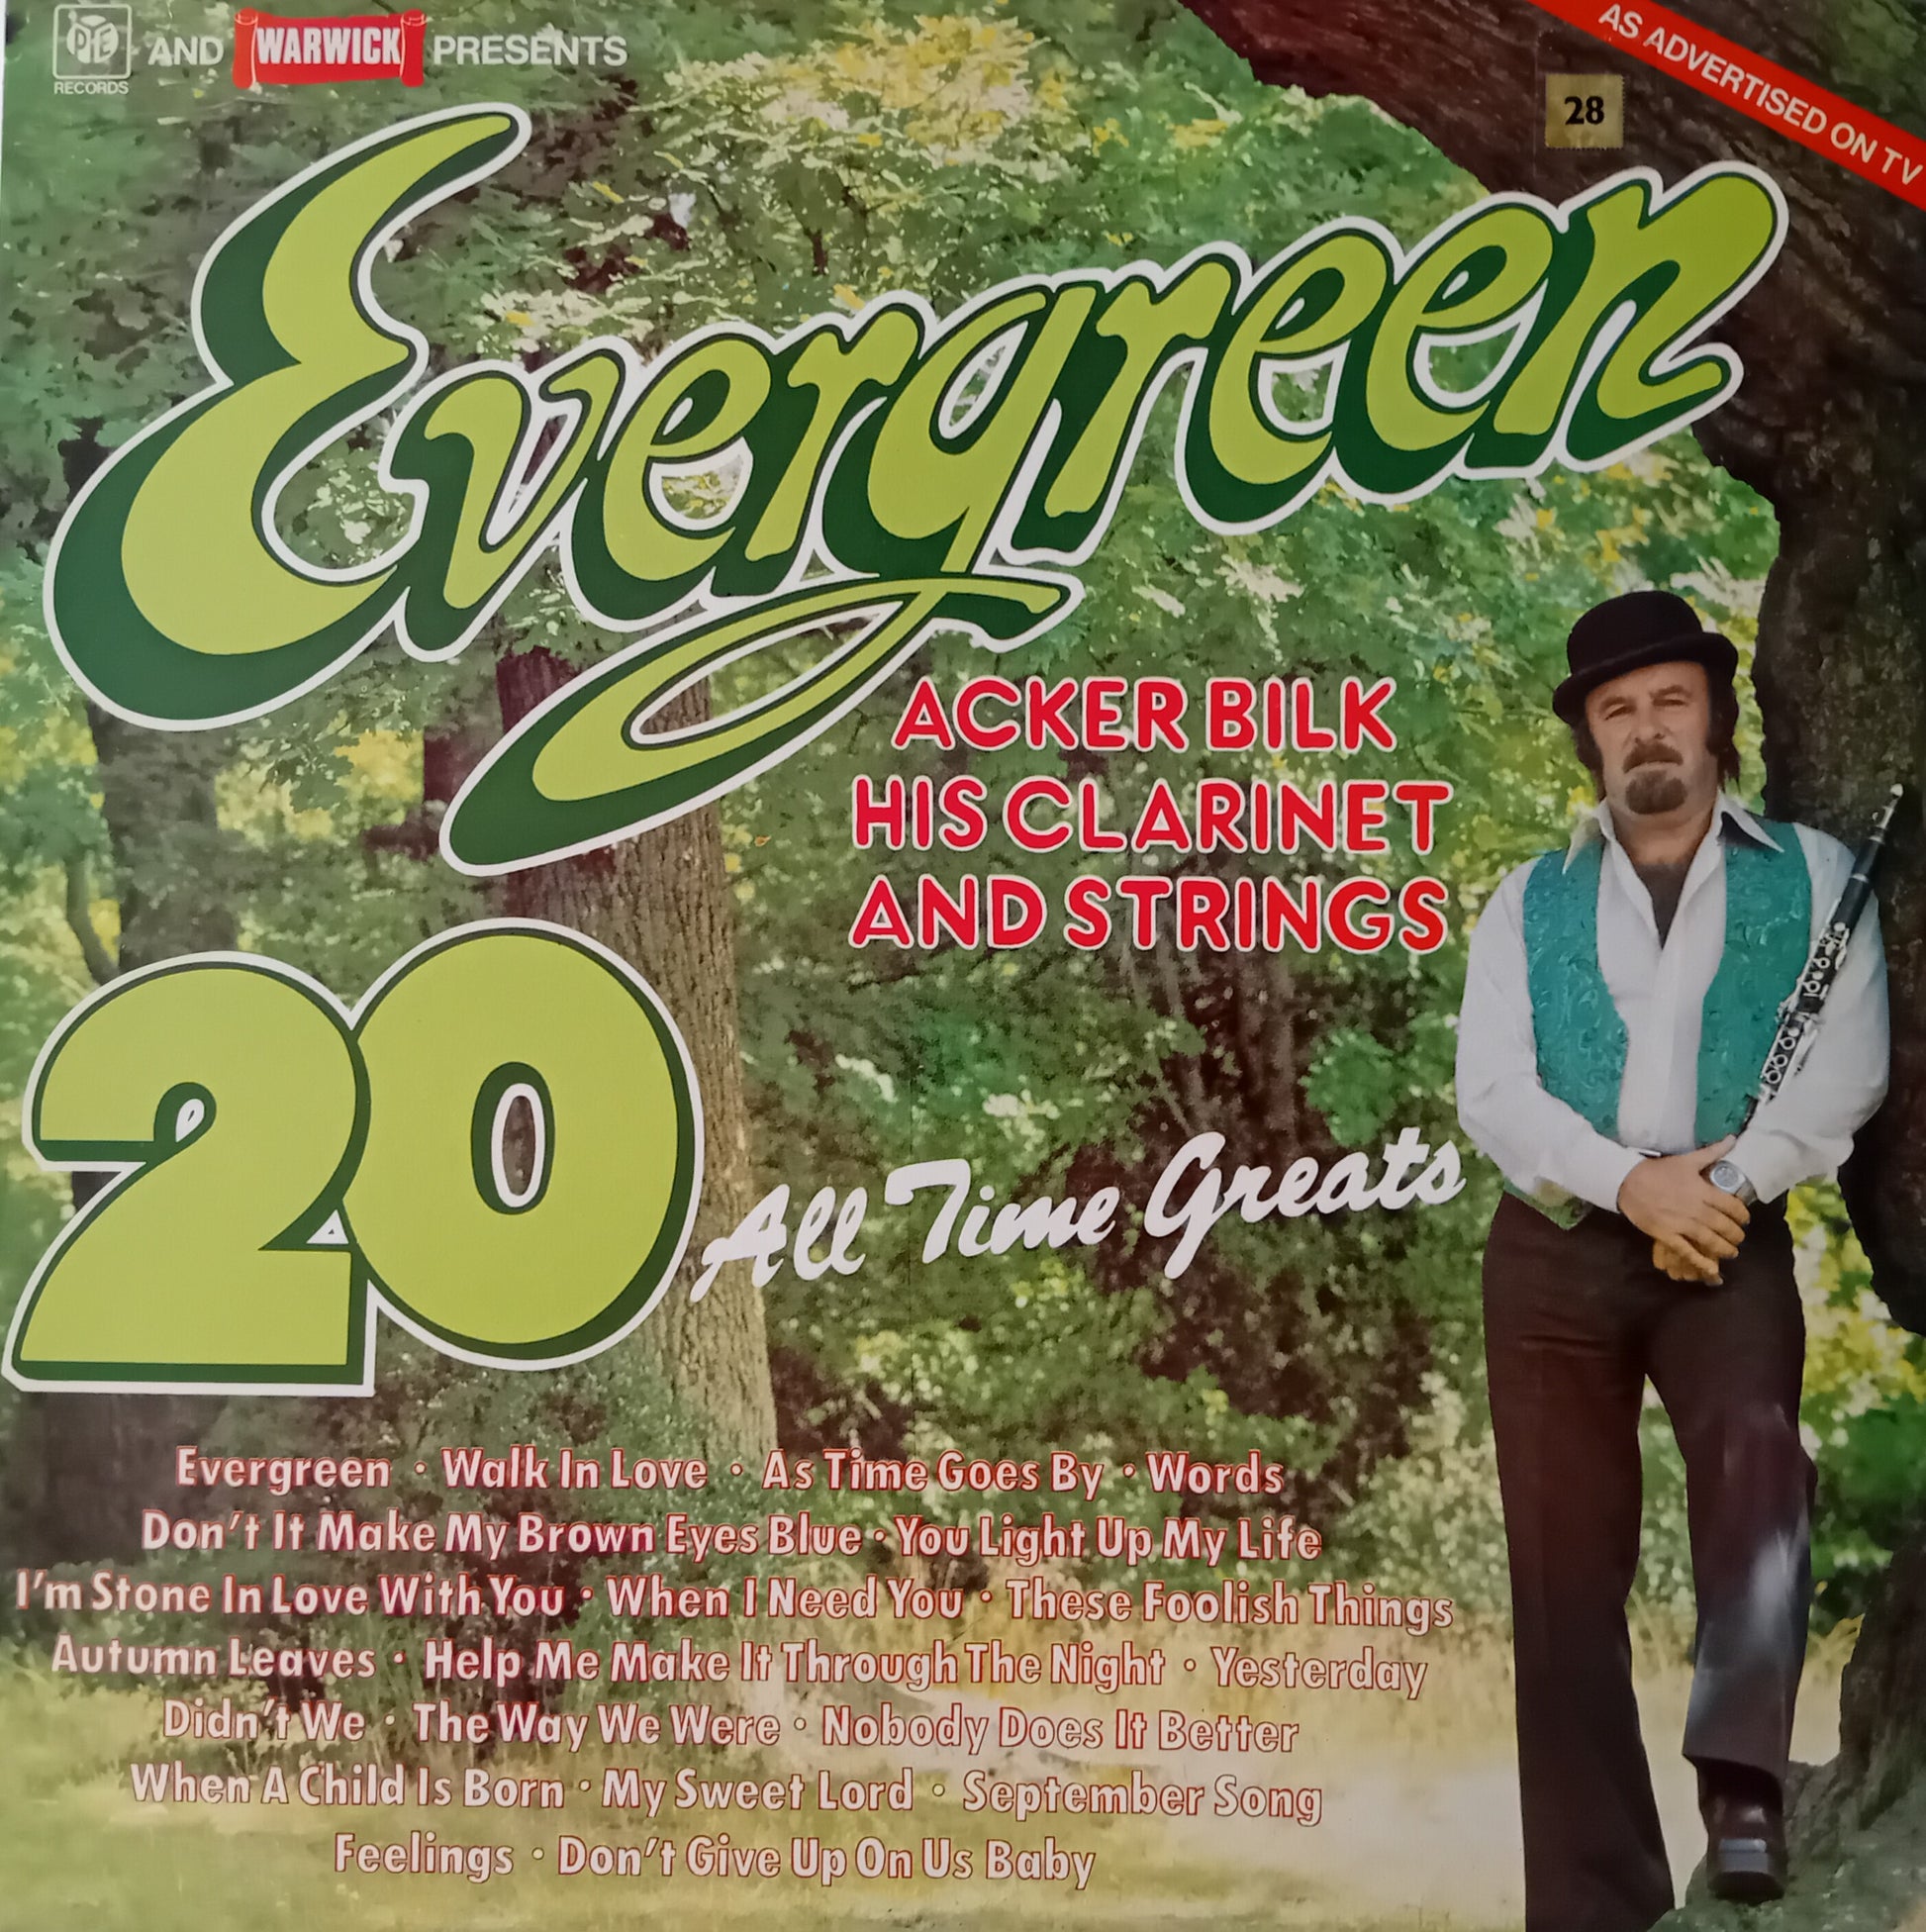 PYE RECORDS AND WARWICK PRESENTS
AS ADVERTISED ON TV
28
Evergreen
ACKER BILK
HIS CLARINET
AND STRINGS
20 All Time Greats
Evergreen · Walk In Love · As Time Goes By · Words
Don't It Make My Brown Eyes Blue · You Light Up My Life
I'm Stone In Love With You · When I Need You · These Foolish Things
Autumn Leaves · Help Me Make It Through The Night · Yesterday
Didn't We · The Way We Were · Nobody Does It Better
When A Child Is Born · My Sweet Lord · September Song
Feelings · Don't Give Up On Us Baby